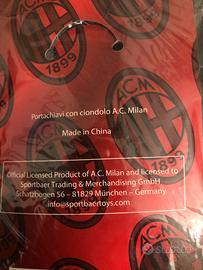 ACM
1899
Portachiavi con ciondolo A.C. Milan
Made in China
Official Licensed Product of A.C. Milan and licensed to
Sportbaer Trading & Merchandising GmbH
Schatzbogen 56 – 81829 München – Germany
info@sportbaertoys.com